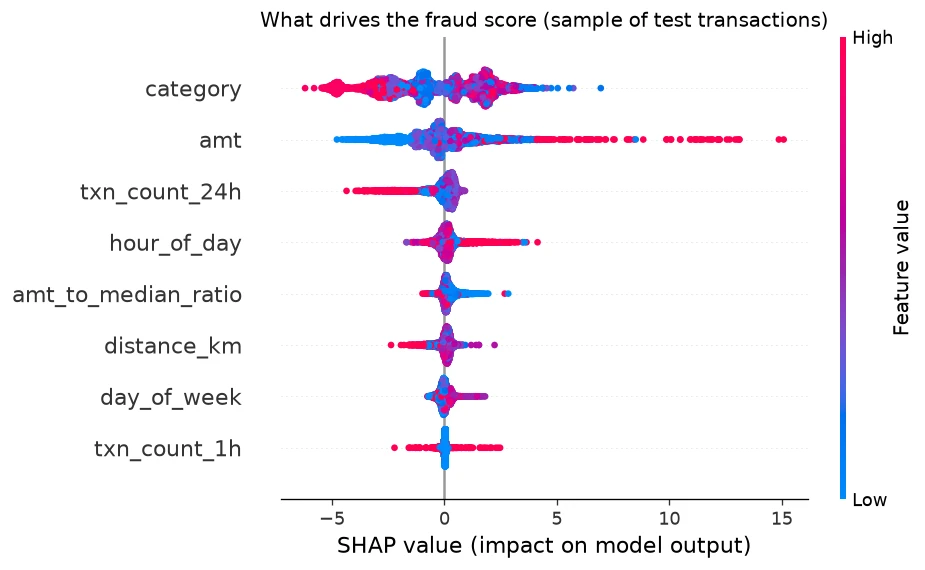 What drives the fraud score (sample of test transactions)
High
category
amt
txn_count_24h
hour_of_day
amt_to_median_ratio
distance_km
day_of_week
txn_count_1h
Feature value
Low
−5 0 5 10 15
SHAP value (impact on model output)